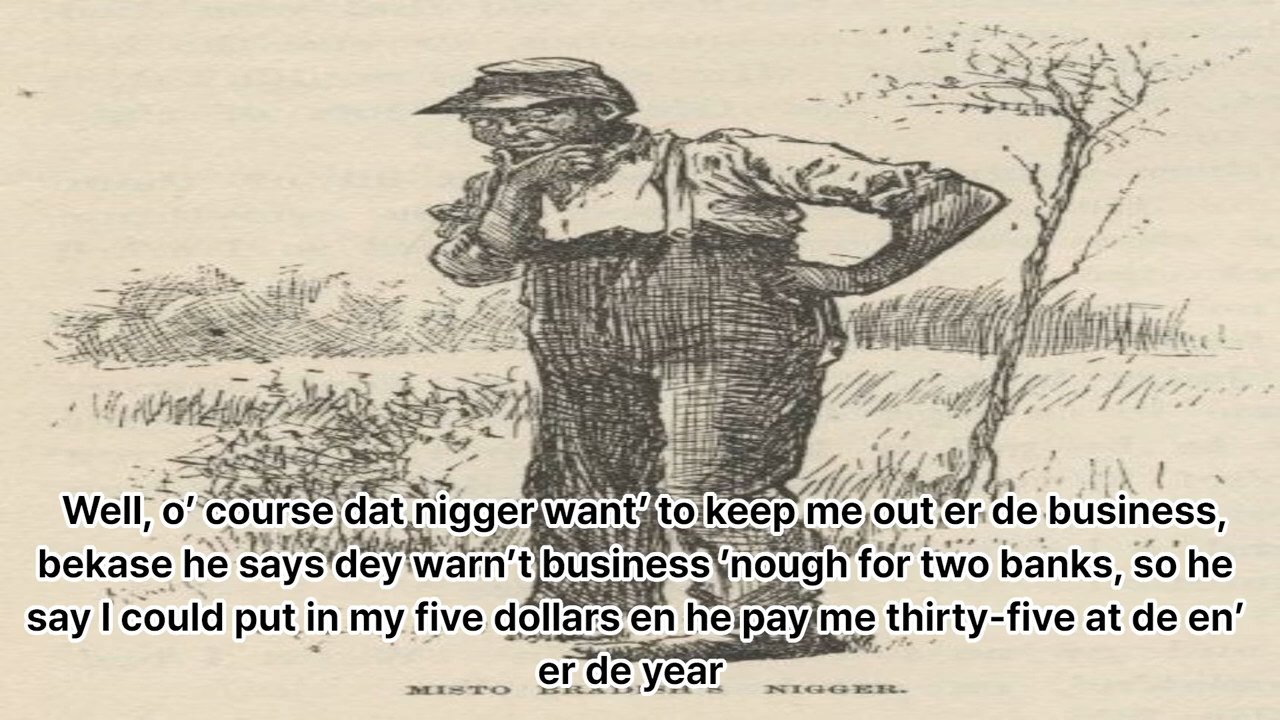 Well, o’ course dat nigger want’ to keep me out er de business,
bekase he says dey warn’t business ’nough for two banks, so he
say I could put in my five dollars en he pay me thirty-five at de en’
er de year
MISTO BRADISH'S NIGGER.